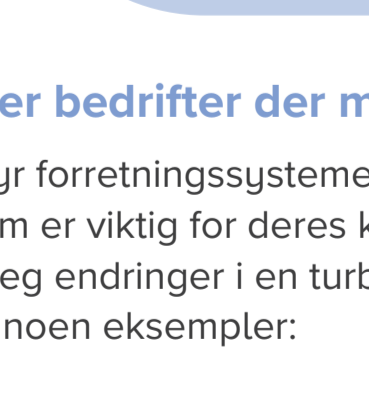 er bedrifter der m
yr forretningssysteme
m er viktig for deres k
eg endringer i en turb
noen eksempler: